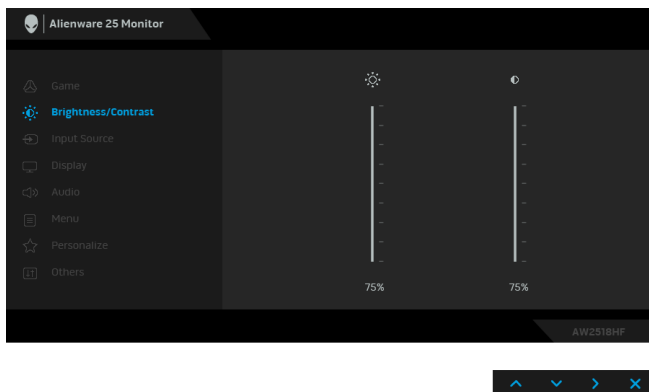 Alienware 25 Monitor
Game
Brightness/Contrast
Input Source
Display
Audio
Menu
Personalize
Others
75% 75%
AW2518HF